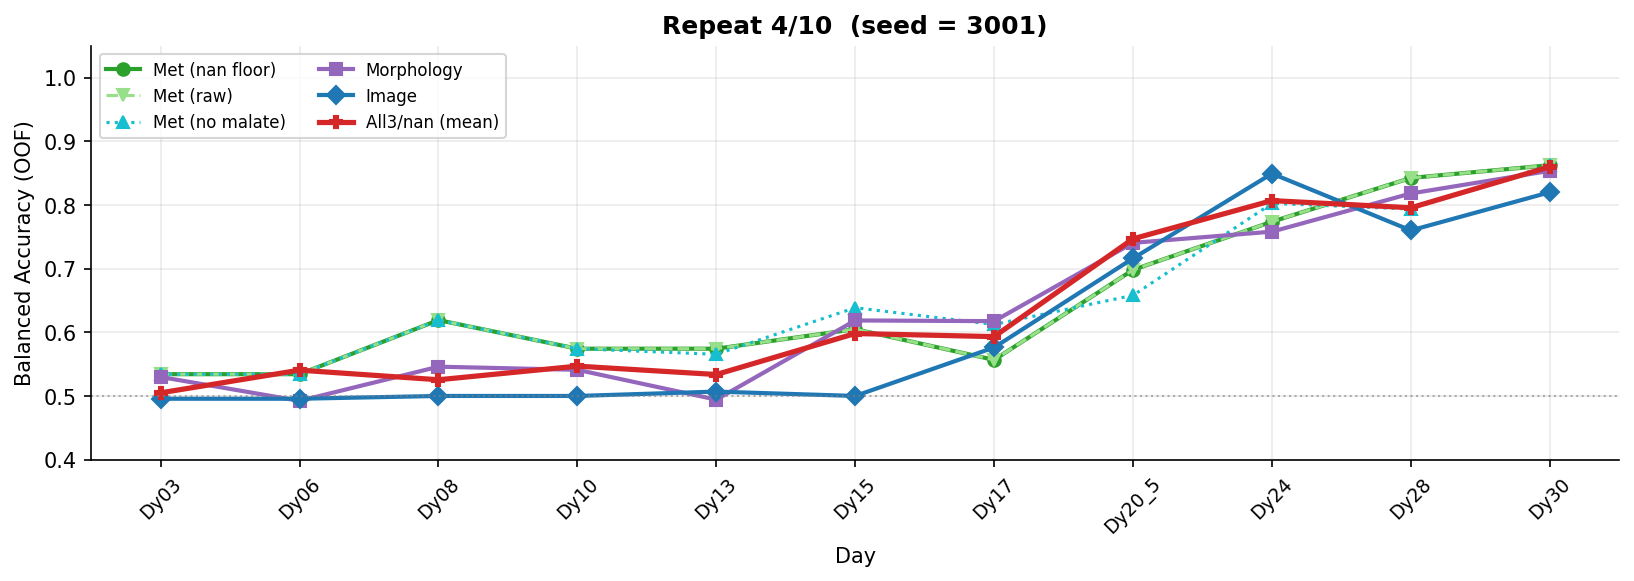 Repeat 4/10  (seed = 3001)
Met (nan floor)
Met (raw)
Met (no malate)
Morphology
Image
All3/nan (mean)
Balanced Accuracy (OOF)
1.0
0.9
0.8
0.7
0.6
0.5
0.4
Dy03
Dy06
Dy08
Dy10
Dy13
Dy15
Dy17
Dy20_5
Dy24
Dy28
Dy30
Day